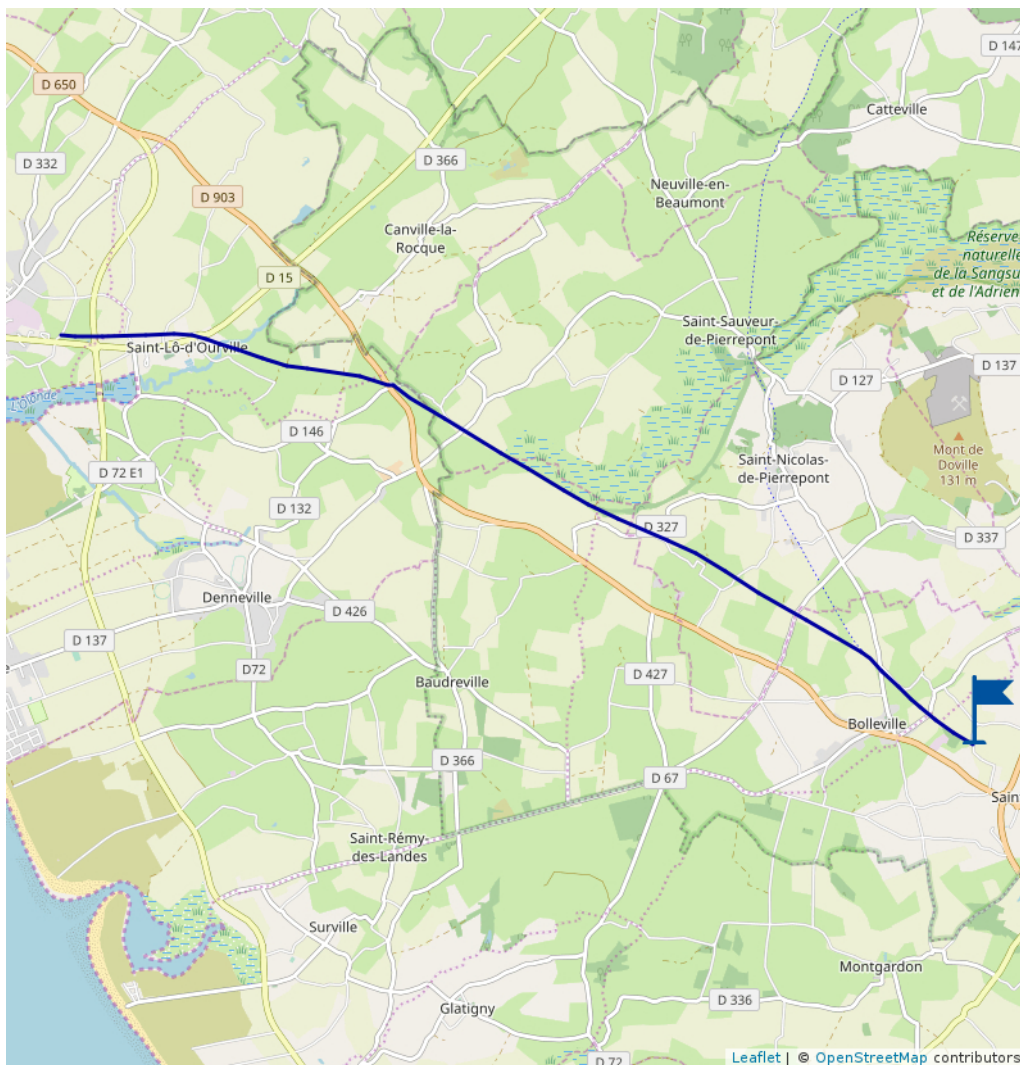 D 650
D 147
Catteville
D 332
D 366
Neuville-en-
Beaumont
D 903
Canville-la-
Rocque
Réserve
naturelle
de la Sangsu
et de l'Adrien
D 15
Saint-Sauveur-
de-Pierrepont
Saint-Lô-d'Ourville
D 137
D 127
L'Olonde
D 146
Mont de
Doville
131 m
D 72 E1
Saint-Nicolas-
de-Pierrepont
D 132
D 327
D 337
Denneville
D 426
D 137
D72
Baudreville
D 427
Bolleville
D 366
D 67
Saint
Saint-Rémy-
des-Landes
Surville
Montgardon
D 336
Glatigny
D 72
Leaflet | © OpenStreetMap contributors